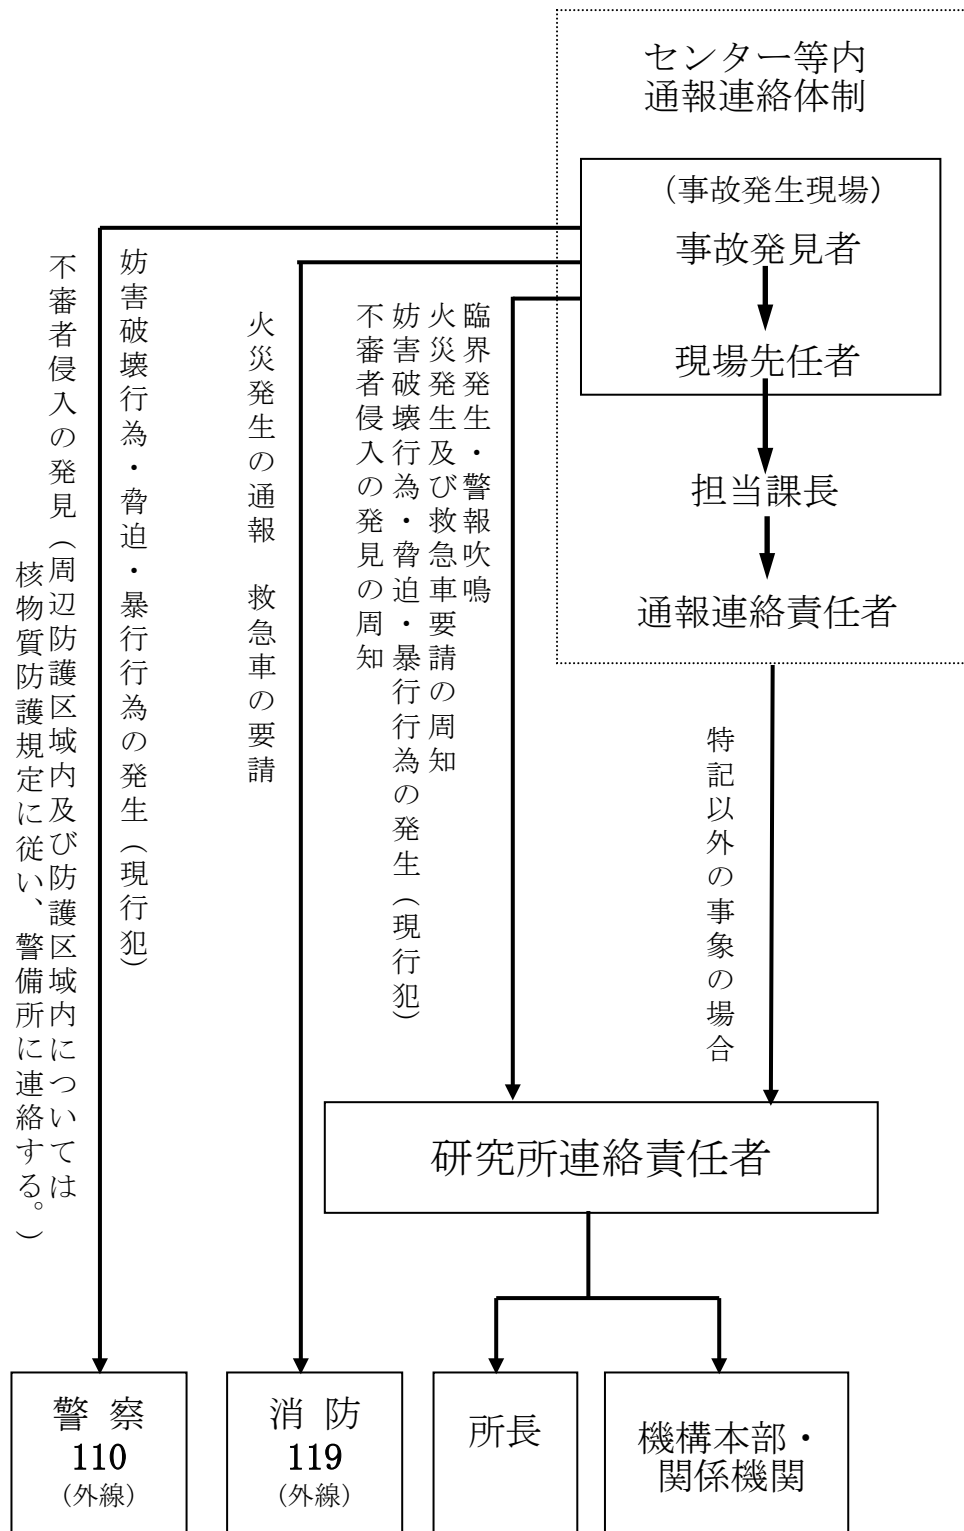 センター等内
通報連絡体制
(事故発生現場)
事故発見者
現場先任者
担当課長
通報連絡責任者
特記以外の事象の場合
臨界発生・警報吹鳴
火災発生及び救急車要請の周知
妨害破壊行為・脅迫・暴行行為の発生(現行犯)
不審者侵入の発見の周知
火災発生の通報 救急車の要請
妨害破壊行為・脅迫・暴行行為の発生(現行犯)
不審者侵入の発見(周辺防護区域内及び防護区域内については
核物質防護規定に従い、警備所に連絡する。)
研究所連絡責任者
警 察
110
(外線)
消 防
119
(外線)
所長
機構本部・
関係機関